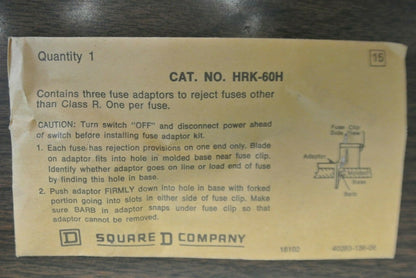 Quantity 1
15
CAT. NO. HRK-60H
Contains three fuse adaptors to reject fuses other
than Class R. One per fuse.
CAUTION: Turn switch "OFF" and disconnect power ahead
of switch before installing fuse adaptor kit.
1. Each fuse has rejection provisions on one end only. Blade
on adaptor fits into hole in molded base near fuse clip.
Identify whether adaptor goes on line or load end of fuse
by finding this hole in base.
2. Push adaptor FIRMLY down into hole in base with forked
portion going into slots in either side of fuse clip. Make
sure BARB in adaptor snaps under fuse clip so that
adaptor cannot be removed.
Fuse Clip
Side View
Adaptor
Molded
Base
Barb
D SQUARE D COMPANY